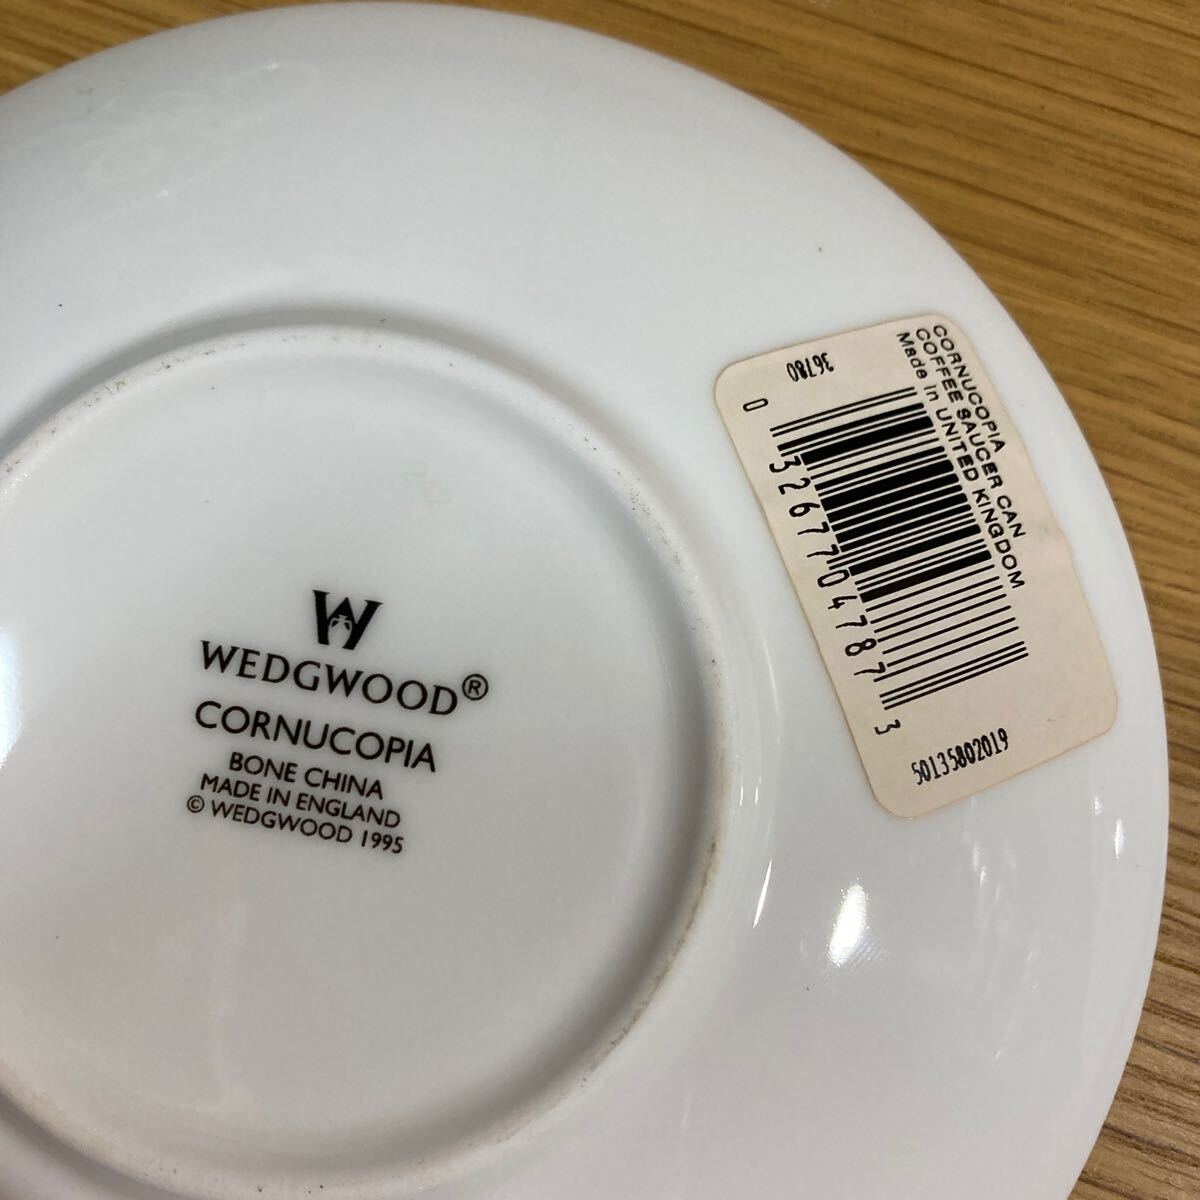 W
WEDGWOOD®
CORNUCOPIA
BONE CHINA
MADE IN ENGLAND
© WEDGWOOD 1995
CORNUCOPIA
COFFEE SAUCER CAN
Made in UNITED KINGDOM
36780
0 32677 04787 3
50135802019